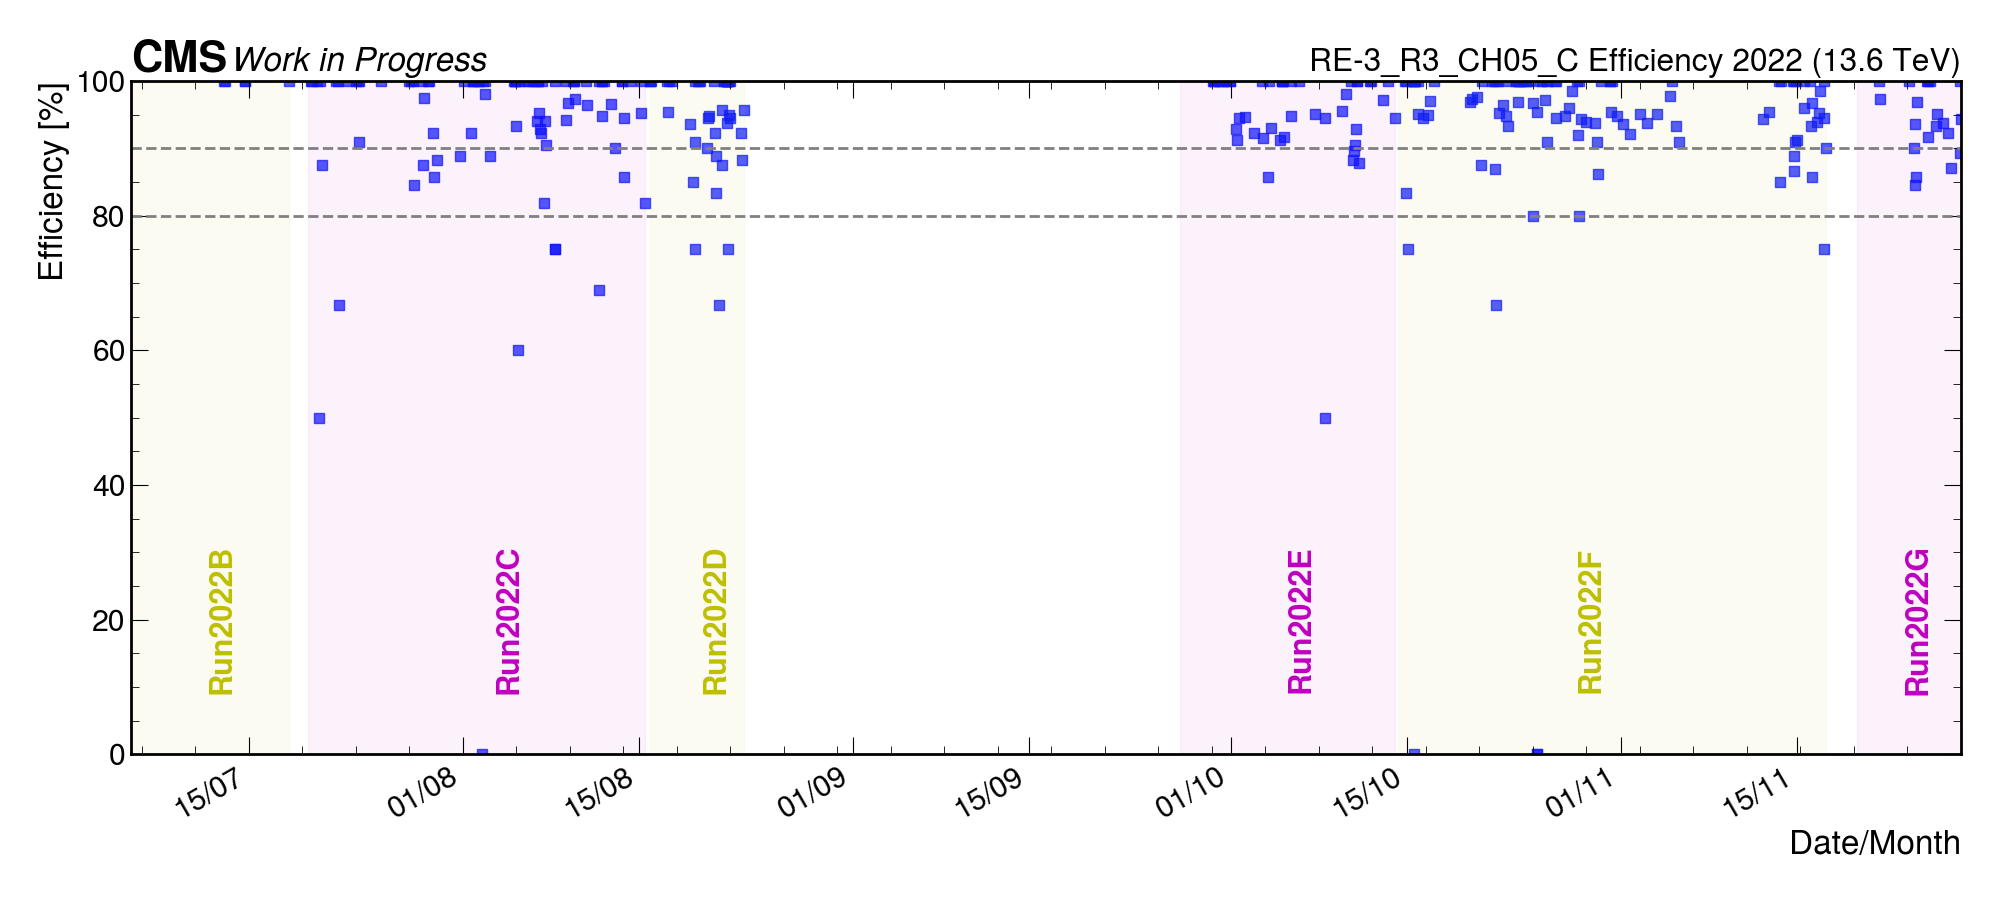 CMS Work in Progress
RE-3_R3_CH05_C Efficiency 2022 (13.6 TeV)
Efficiency [%]
100
80
60
40
20
0
Run2022B
Run2022C
Run2022D
Run2022E
Run2022F
Run2022G
15/07
01/08
15/08
01/09
15/09
01/10
15/10
01/11
15/11
Date/Month